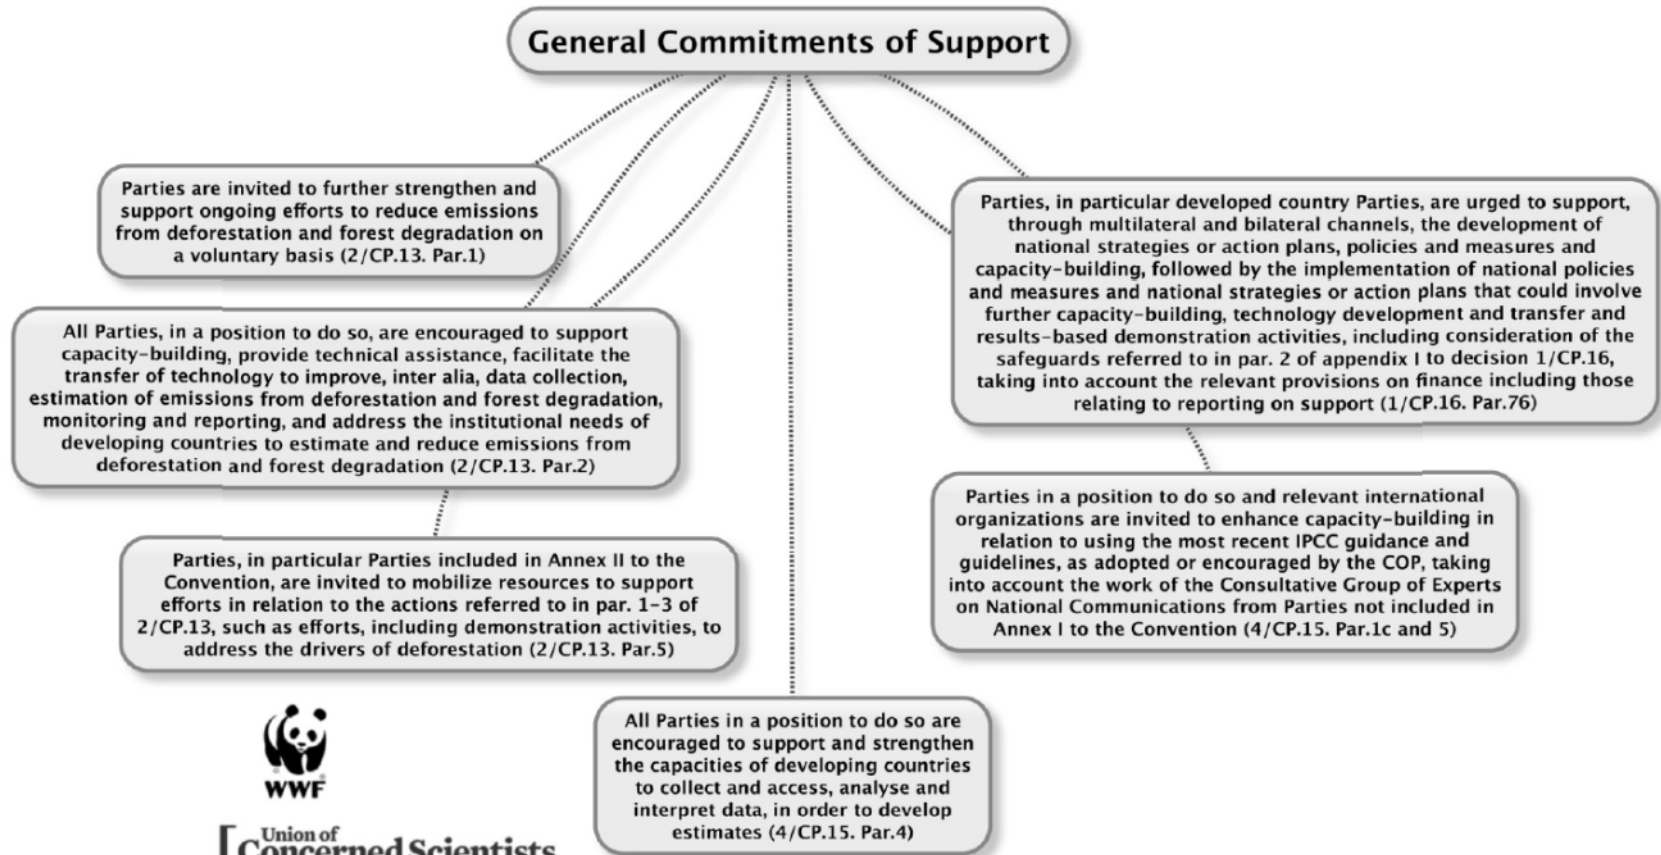 General Commitments of Support
Parties are invited to further strengthen and
support ongoing efforts to reduce emissions
from deforestation and forest degradation on
a voluntary basis (2/CP.13. Par.1)
Parties, in particular developed country Parties, are urged to support,
through multilateral and bilateral channels, the development of
national strategies or action plans, policies and measures and
capacity-building, followed by the implementation of national policies
and measures and national strategies or action plans that could involve
further capacity-building, technology development and transfer and
results-based demonstration activities, including consideration of the
safeguards referred to in par. 2 of appendix I to decision 1/CP.16,
taking into account the relevant provisions on finance including those
relating to reporting on support (1/CP.16. Par.76)
All Parties, in a position to do so, are encouraged to support
capacity-building, provide technical assistance, facilitate the
transfer of technology to improve, inter alia, data collection,
estimation of emissions from deforestation and forest degradation,
monitoring and reporting, and address the institutional needs of
developing countries to estimate and reduce emissions from
deforestation and forest degradation (2/CP.13. Par.2)
Parties in a position to do so and relevant international
organizations are invited to enhance capacity-building in
relation to using the most recent IPCC guidance and
guidelines, as adopted or encouraged by the COP, taking
into account the work of the Consultative Group of Experts
on National Communications from Parties not included in
Annex I to the Convention (4/CP.15. Par.1c and 5)
Parties, in particular Parties included in Annex II to the
Convention, are invited to mobilize resources to support
efforts in relation to the actions referred to in par. 1-3 of
2/CP.13, such as efforts, including demonstration activities, to
address the drivers of deforestation (2/CP.13. Par.5)
All Parties in a position to do so are
encouraged to support and strengthen
the capacities of developing countries
to collect and access, analyse and
interpret data, in order to develop
estimates (4/CP.15. Par.4)
WWF
Union of
Concerned Scientists